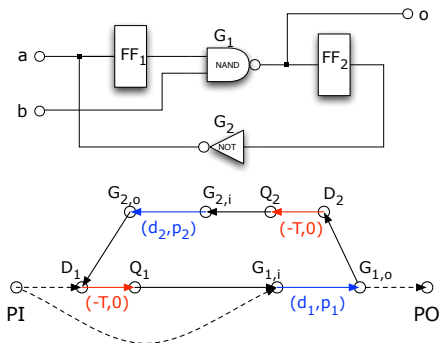 o
G1
a
FF1
NAND
FF2
b
G2
NOT
G2,o
G2,i
Q2
D2
(d2,p2)
(-T,0)
D1
Q1
G1,i
G1,o
PI
(-T,0)
(d1,p1)
PO